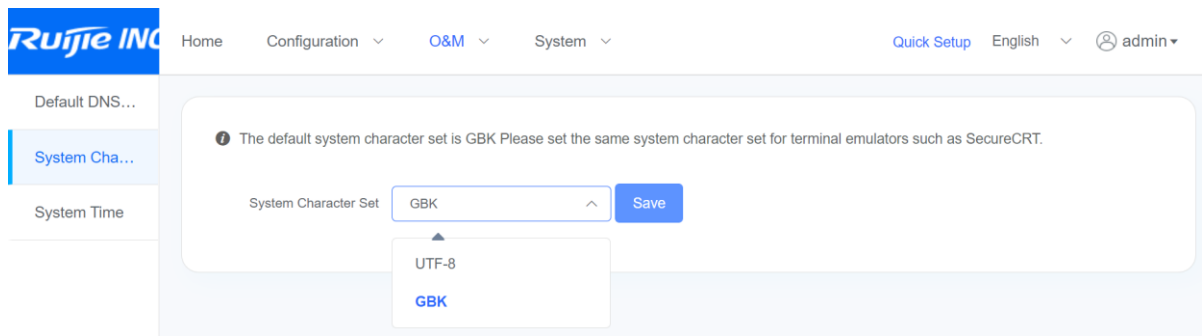 Ruijie INC Home Configuration O&M System Quick Setup English admin
Default DNS...
The default system character set is GBK Please set the same system character set for terminal emulators such as SecureCRT.
System Cha...
System Character Set GBK Save
System Time
UTF-8
GBK